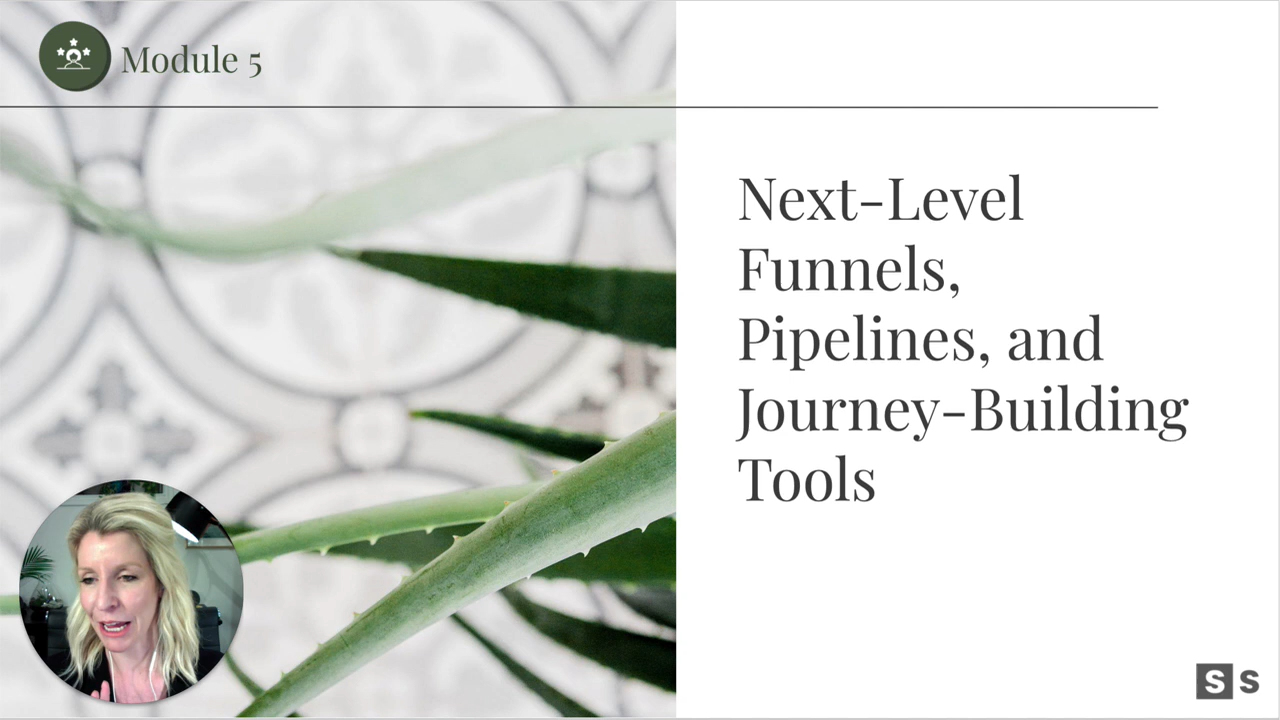 Module 5
Next-Level
Funnels,
Pipelines, and
Journey-Building
Tools
S S